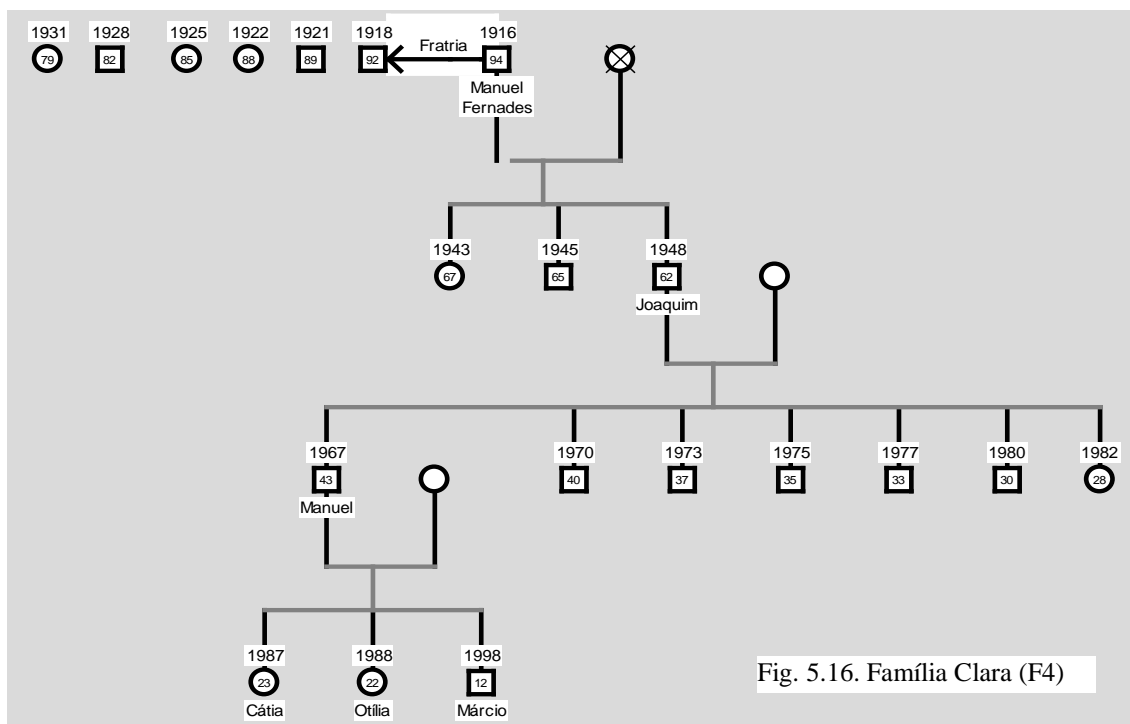 1931 1928 1925 1922 1921 1918 1916
Fratria
79 82 85 88 89 92 94
Manuel
Fernades
1943 1945 1948
67 65 62
Joaquim
1967 1970 1973 1975 1977 1980 1982
43 40 37 35 33 30 28
Manuel
1987 1988 1998
23 22 12
Cátia Otília Márcio
Fig. 5.16. Família Clara (F4)